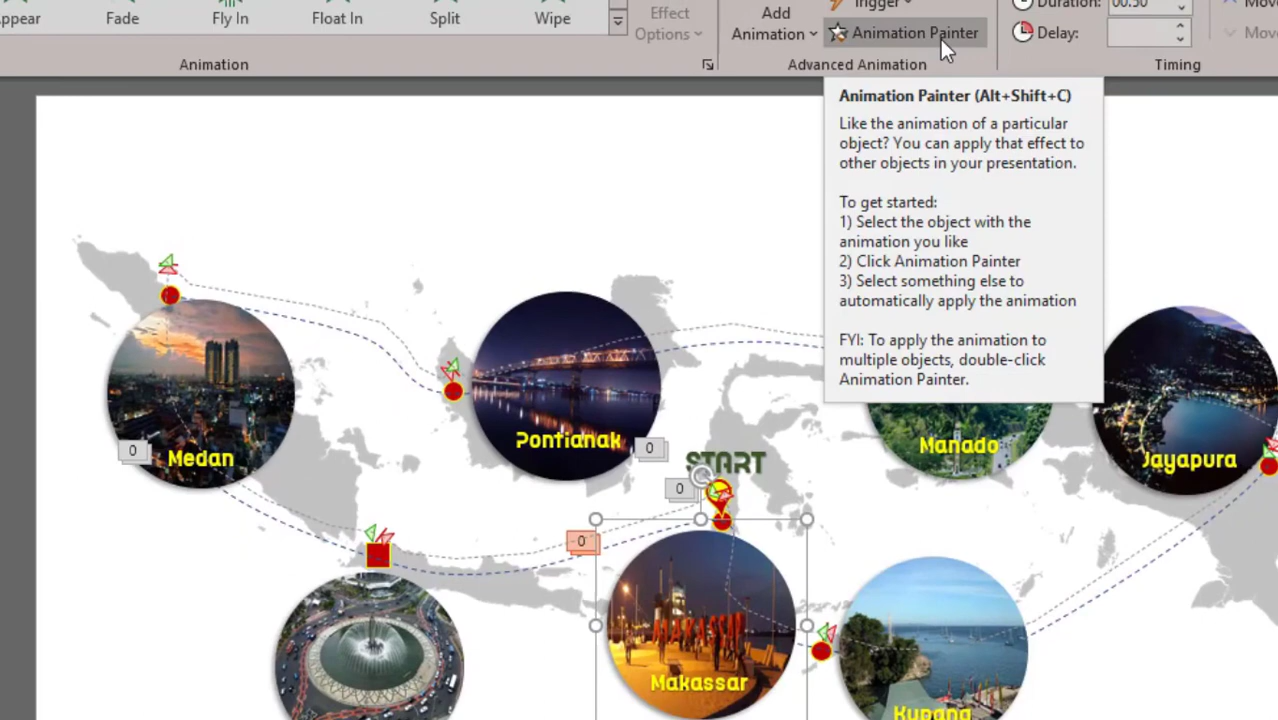 Fade
Fly In
Float In
Split
Wipe
Effect
Options
Add
Animation
Animation Painter
Duration:
Delay:
Animation
Advanced Animation
Timing
Animation Painter (Alt+Shift+C)
Like the animation of a particular
object? You can apply that effect to
other objects in your presentation.
To get started:
1) Select the object with the
animation you like
2) Click Animation Painter
3) Select something else to
automatically apply the animation
FYI: To apply the animation to
multiple objects, double-click
Animation Painter.
Medan
0
Pontianak
0
START
0
0
MAKASSAR
Makassar
Manado
Jayapura
Kupang